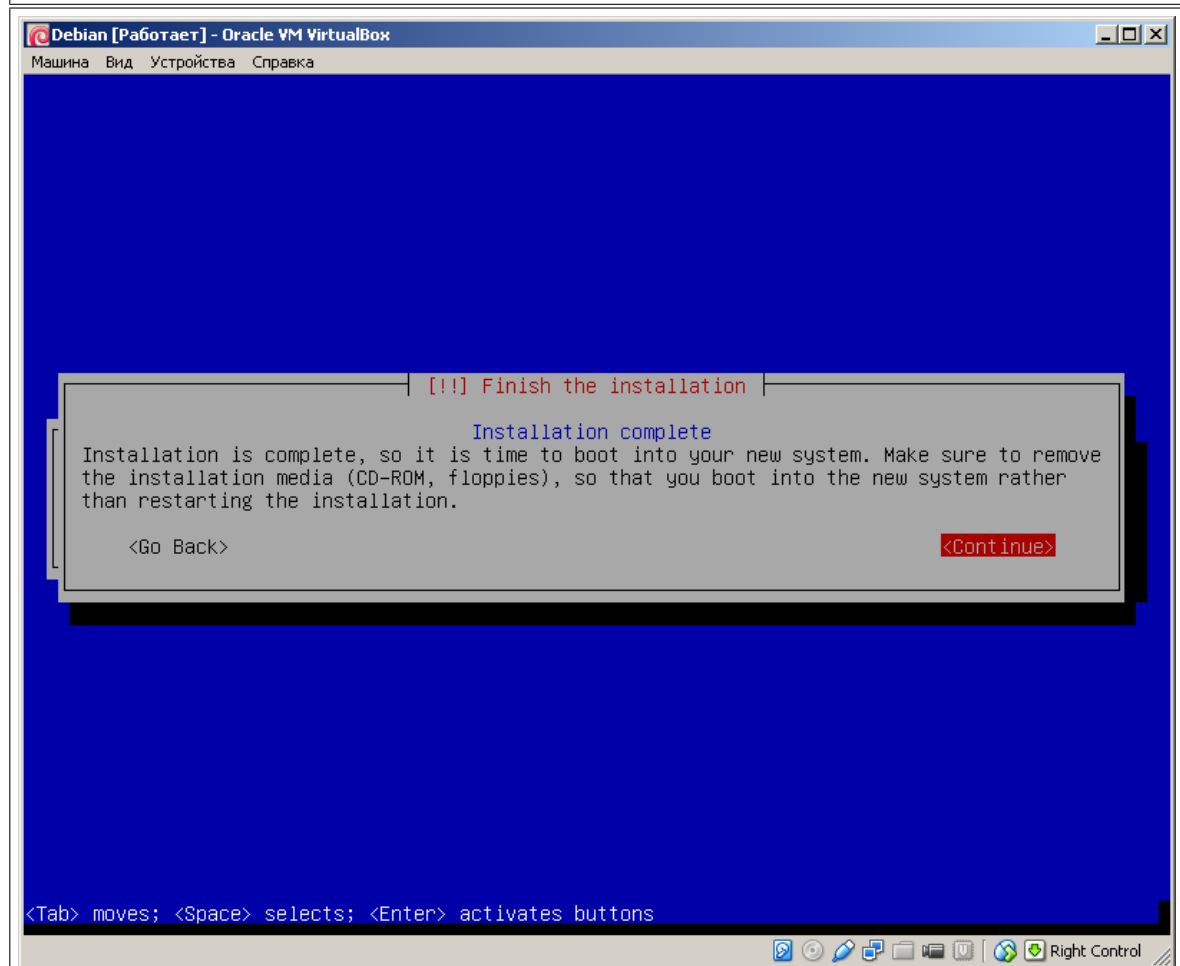 Debian [Работает] - Oracle VM VirtualBox
Машина Вид Устройства Справка
[!!] Finish the installation
Installation complete
Installation is complete, so it is time to boot into your new system. Make sure to remove
the installation media (CD-ROM, floppies), so that you boot into the new system rather
than restarting the installation.
<Go Back> <Continue>
<Tab> moves; <Space> selects; <Enter> activates buttons
Right Control